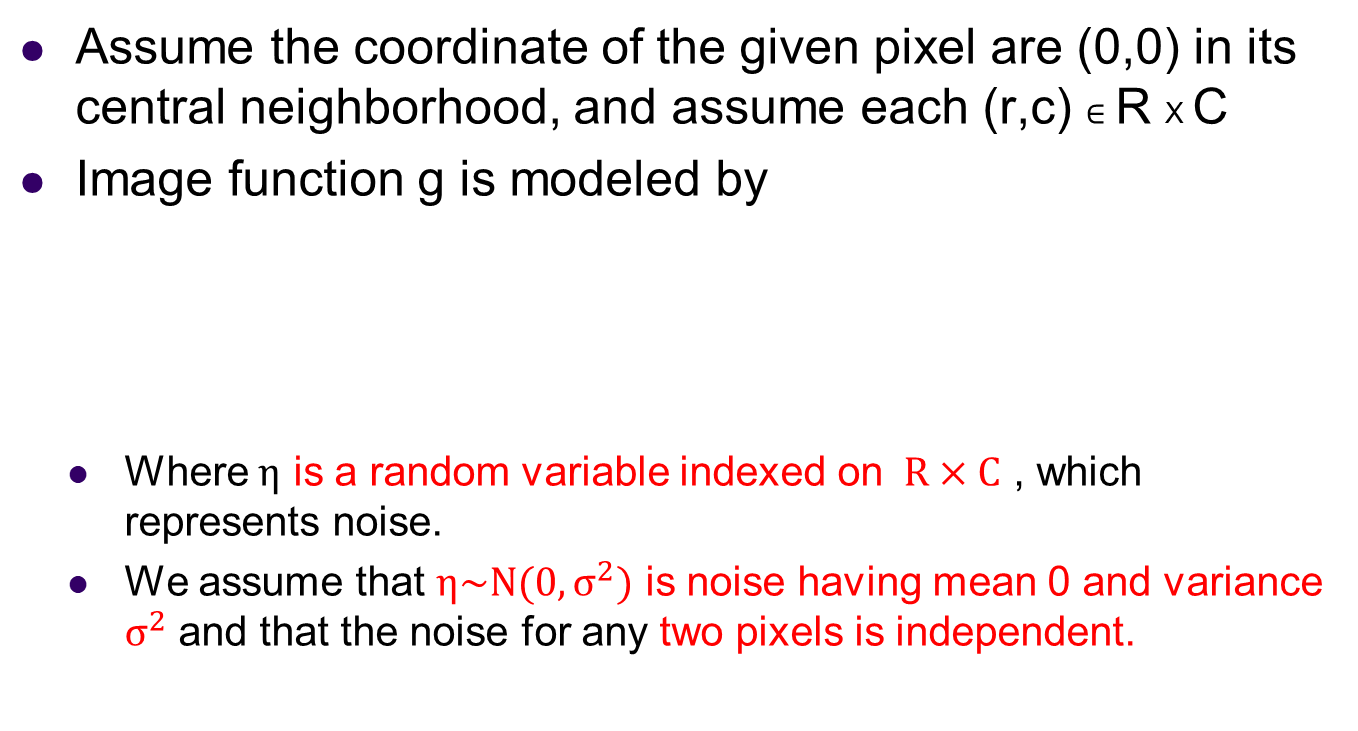 ● Assume the coordinate of the given pixel are (0,0) in its
central neighborhood, and assume each (r,c) ∈ R x C
● Image function g is modeled by
● Where η is a random variable indexed on R × C , which
represents noise.
● We assume that η~N(0, σ²) is noise having mean 0 and variance
σ² and that the noise for any two pixels is independent.